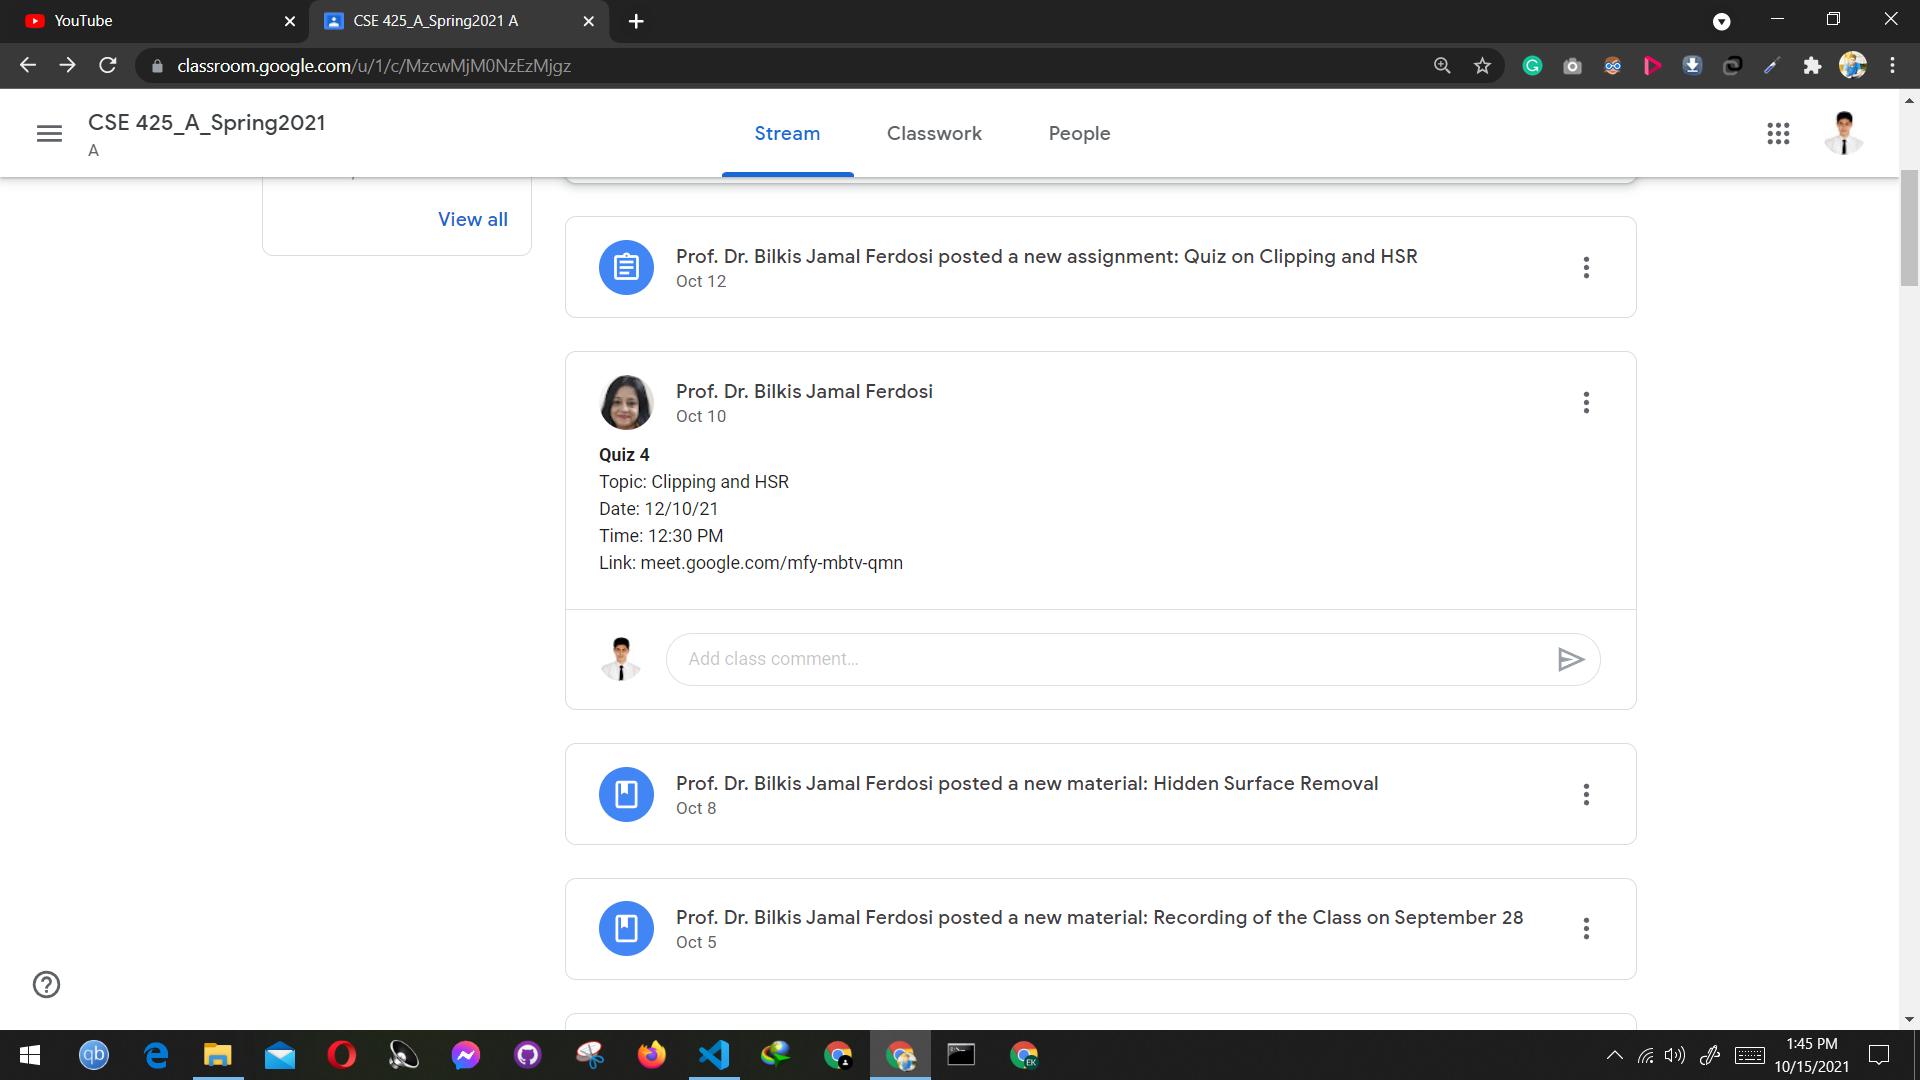 YouTube
CSE 425_A_Spring2021 A
classroom.google.com/u/1/c/MzcwMjM0NzEzMjgz
CSE 425_A_Spring2021
A
Stream
Classwork
People
View all
Prof. Dr. Bilkis Jamal Ferdosi posted a new assignment: Quiz on Clipping and HSR
Oct 12
Prof. Dr. Bilkis Jamal Ferdosi
Oct 10
Quiz 4
Topic: Clipping and HSR
Date: 12/10/21
Time: 12:30 PM
Link: meet.google.com/mfy-mbtv-qmn
Add class comment...
Prof. Dr. Bilkis Jamal Ferdosi posted a new material: Hidden Surface Removal
Oct 8
Prof. Dr. Bilkis Jamal Ferdosi posted a new material: Recording of the Class on September 28
Oct 5
qb
EK
1:45 PM
10/15/2021